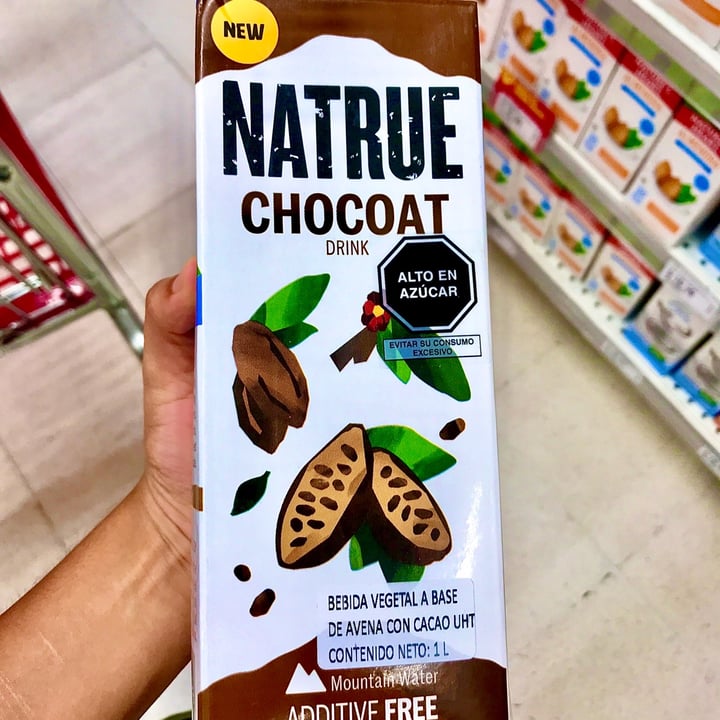 NEW
NATRUE
CHOCOAT
DRINK
ALTO EN
AZÚCAR
EVITAR SU CONSUMO
EXCESIVO
BEBIDA VEGETAL A BASE
DE AVENA CON CACAO UHT
CONTENIDO NETO: 1 L
Mountain Water
ADDITIVE FREE